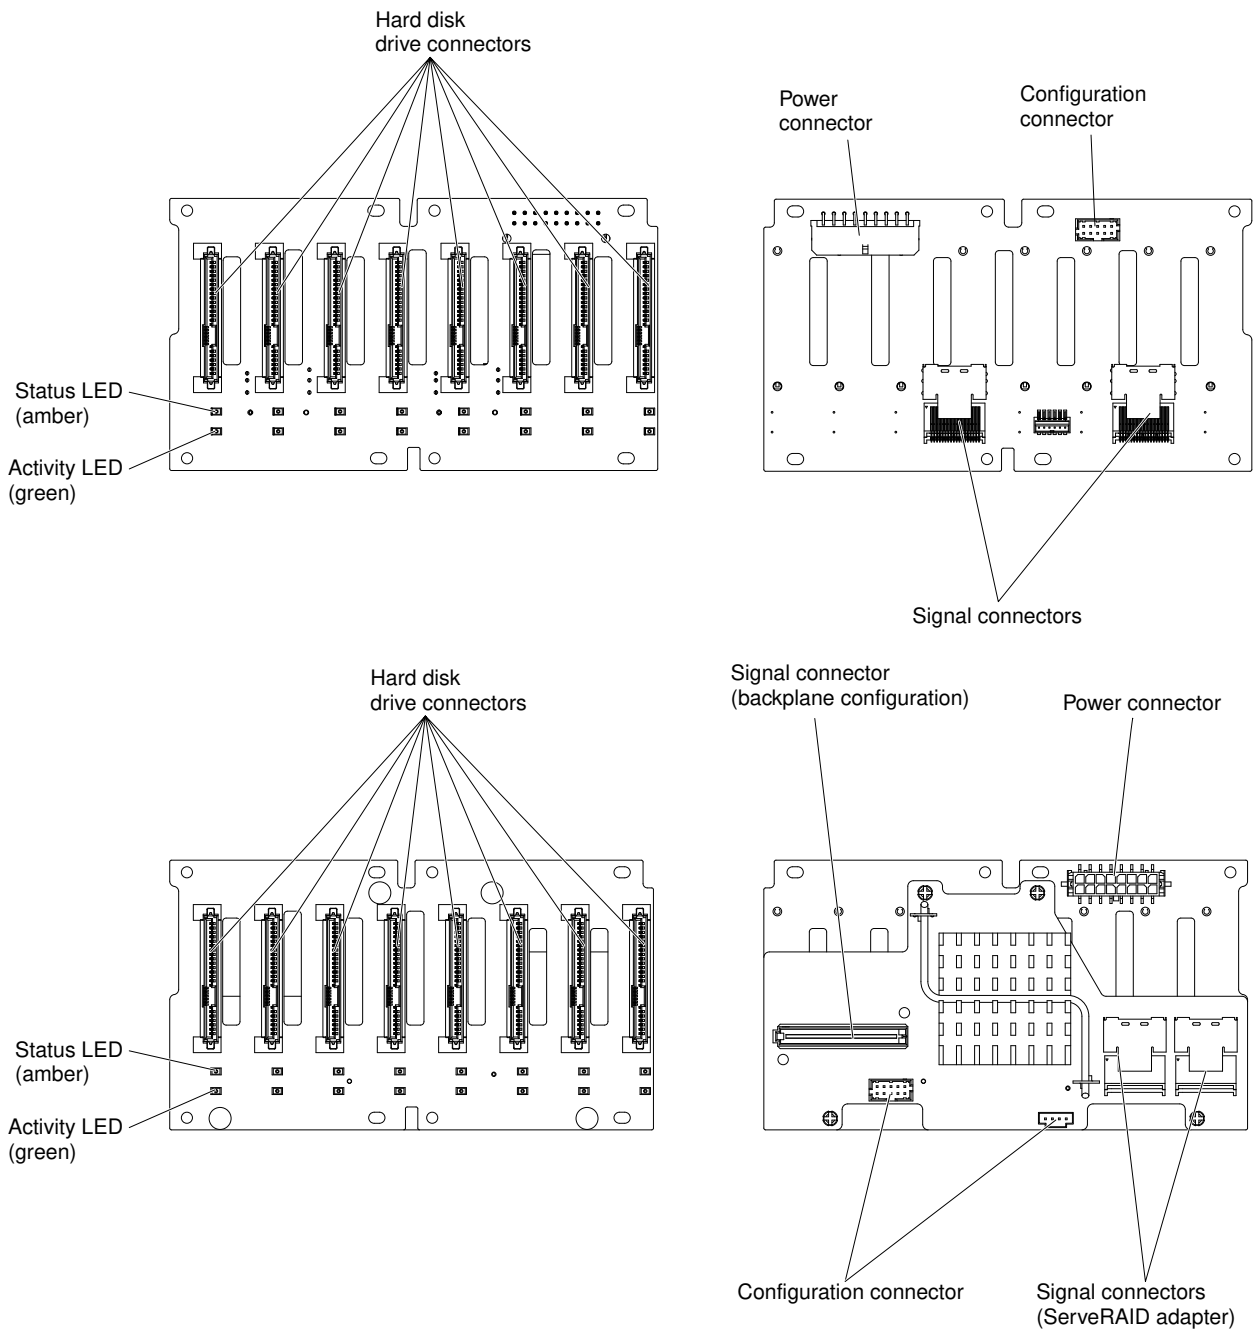 Hard disk
drive connectors
Power
connector
Configuration
connector
Status LED
(amber)
Activity LED
(green)
Signal connectors
Hard disk
drive connectors
Signal connector
(backplane configuration)
Power connector
Status LED
(amber)
Activity LED
(green)
Configuration connector
Signal connectors
(ServeRAID adapter)